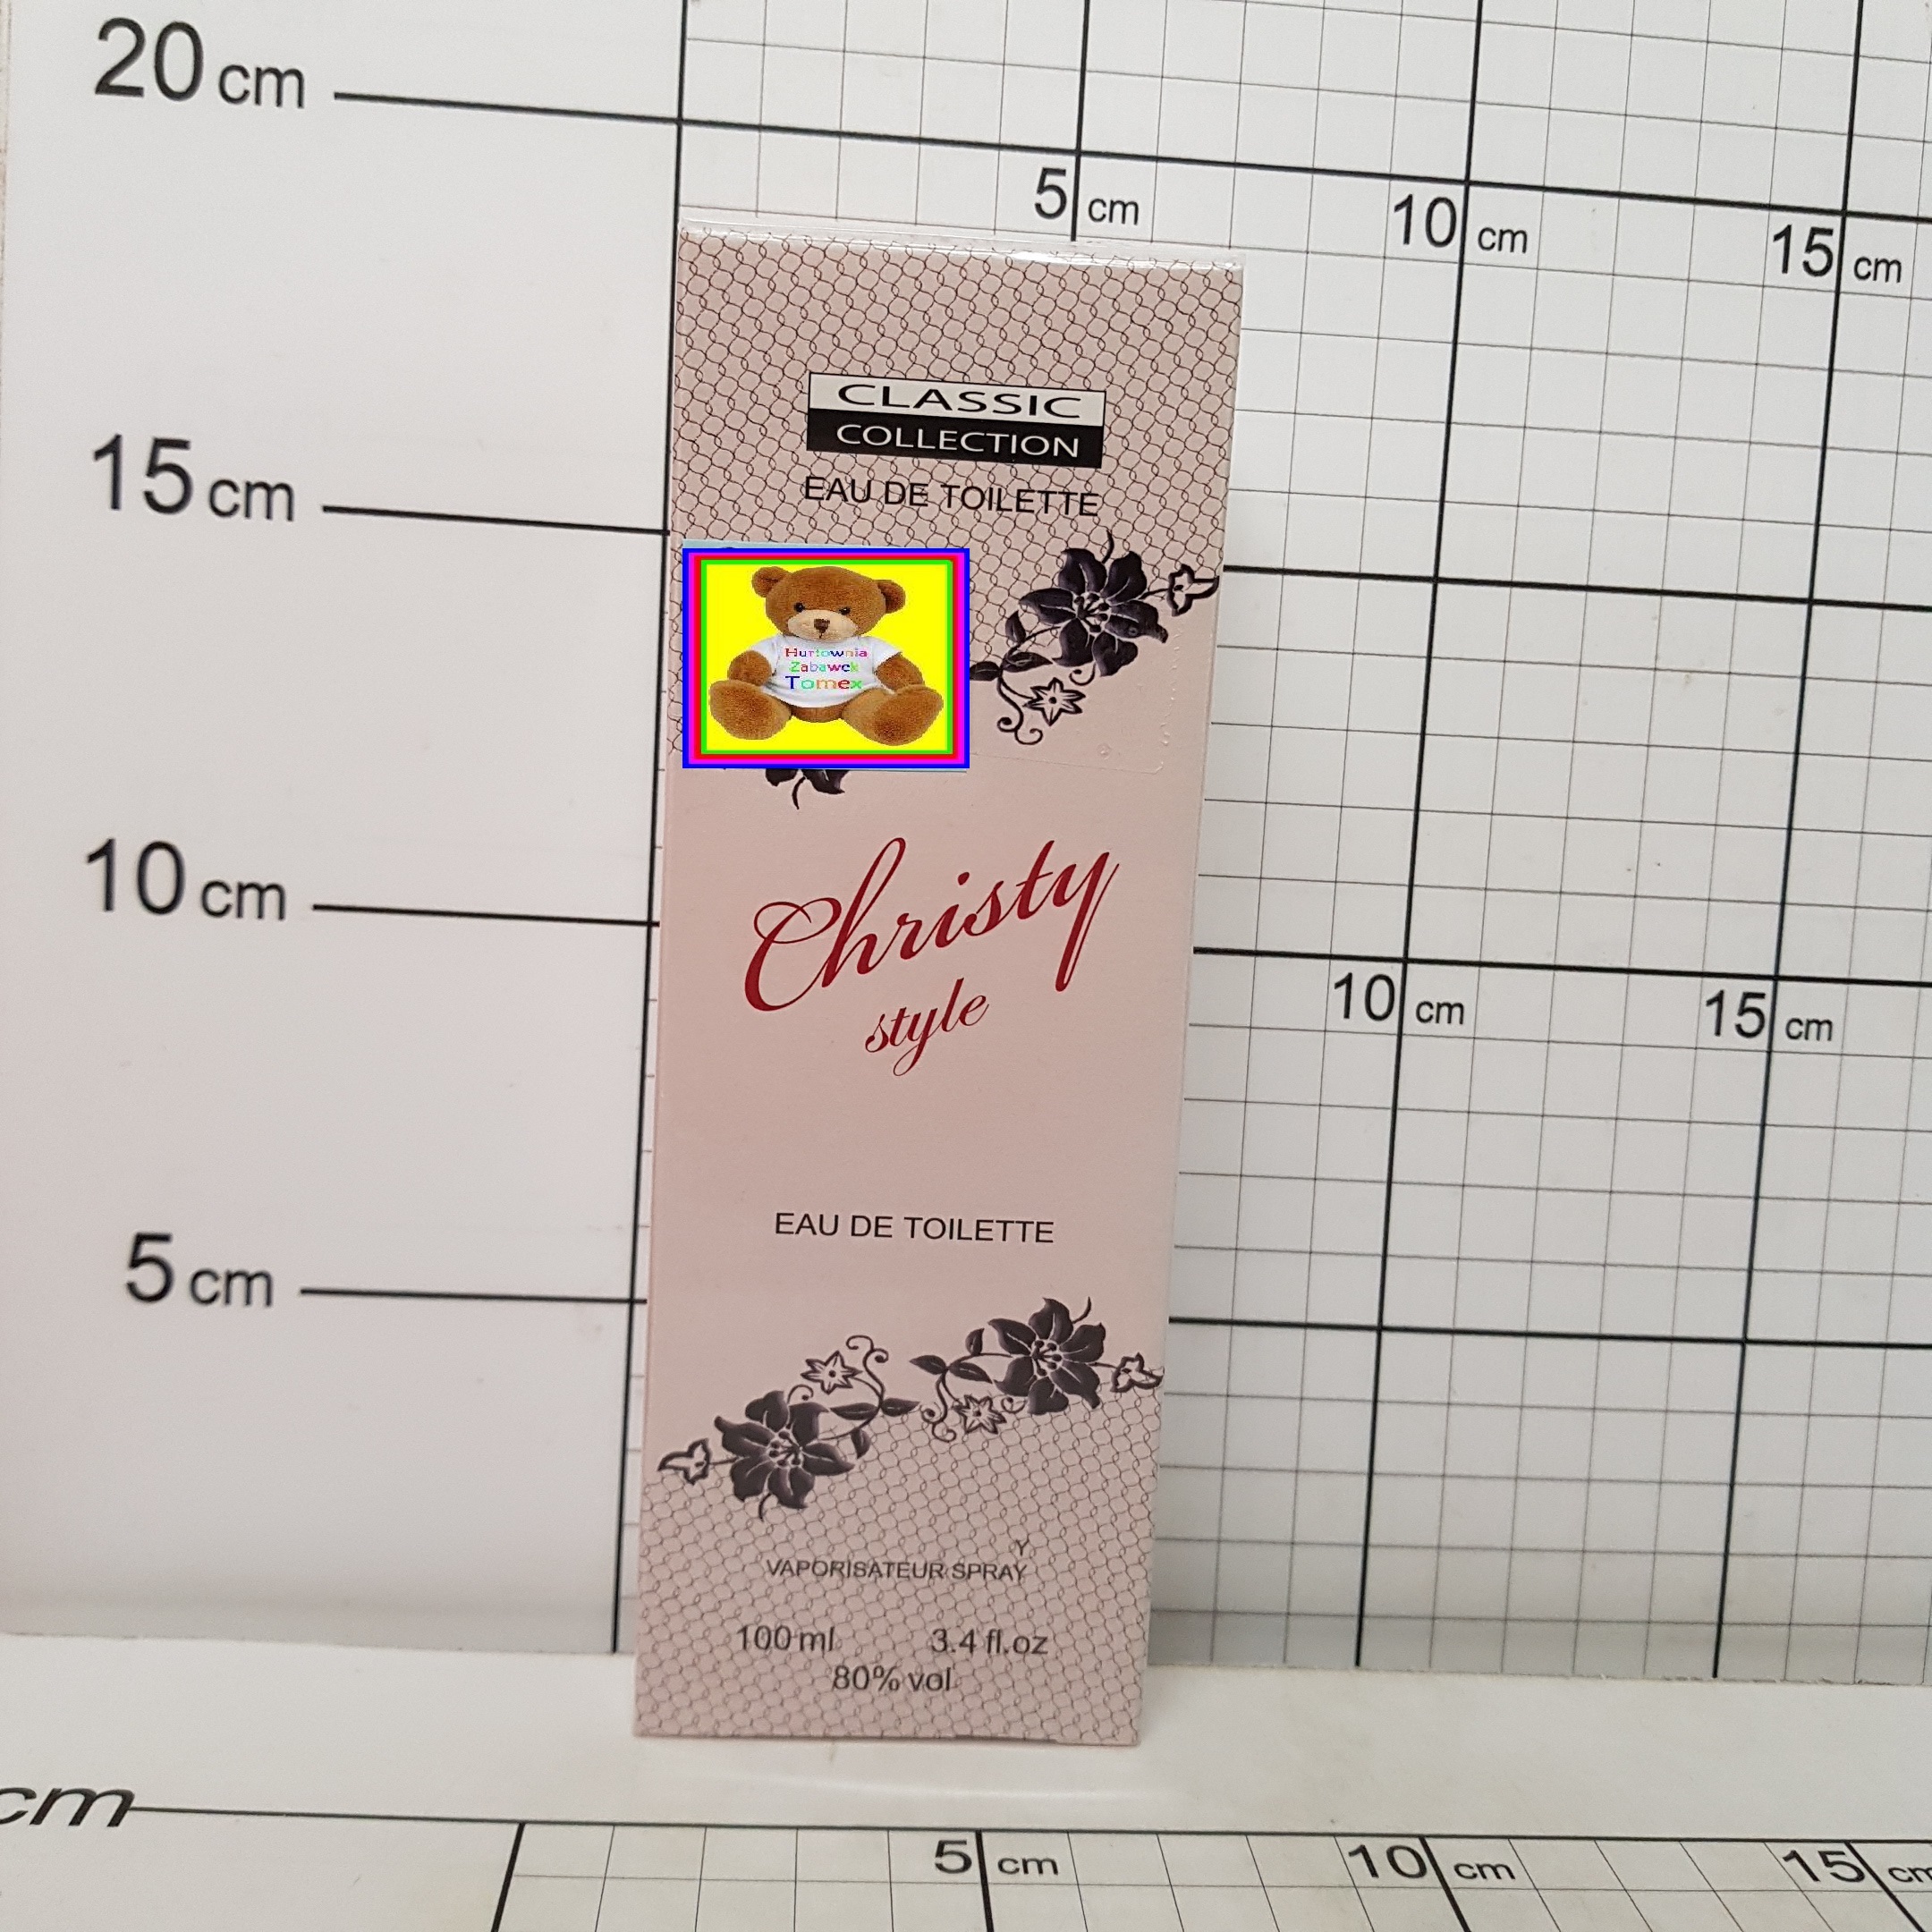 20 cm
5 cm
10 cm
15 cm
CLASSIC
COLLECTION
EAU DE TOILETTE
15 cm
Hurtownia
Zabawek
Tomex
10 cm
Christy
style
10 cm
15 cm
EAU DE TOILETTE
5 cm
Y
VAPORISATEUR SPRAY
100 ml 3.4 fl.oz
80% vol
cm
5 cm
10 cm
15 cm